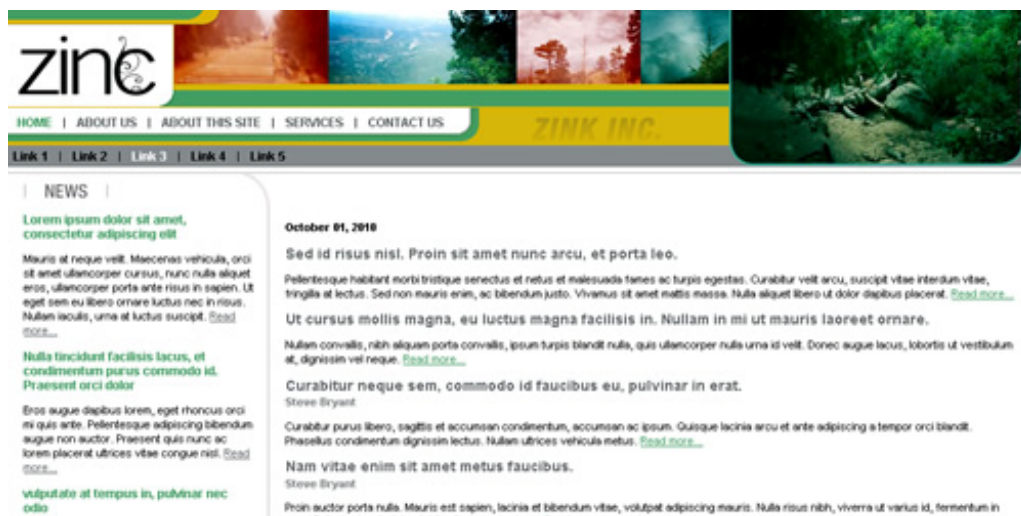 zinc
HOME | ABOUT US | ABOUT THIS SITE | SERVICES | CONTACT US
ZINK INC.
Link 1 | Link 2 | Link 3 | Link 4 | Link 5
| NEWS |
Lorem ipsum dolor sit amet,
consectetur adipiscing elit
Mauris at neque velit. Maecenas vehicula, orci
sit amet ullamcorper cursus, nunc nulla aliquet
eros, ullamcorper porta ante risus in sapien. Ut
eget sem eu libero ornare luctus nec in risus.
Nullam iaculis, urna at luctus suscipit. Read
more...
Nulla tincidunt facilisis lacus, et
condimentum purus commodo id.
Praesent orci dolor
Eros augue dapibus lorem, eget rhoncus orci
mi quis ante. Pellentesque adipiscing bibendum
augue non auctor. Praesent quis nunc ac
lorem placerat ultrices vitae congue nisl. Read
more...
vulputate at tempus in, pulvinar nec
odio
October 01, 2010
Sed id risus nisl. Proin sit amet nunc arcu, et porta leo.
Pellentesque habitant morbi tristique senectus et netus et malesuada fames ac turpis egestas. Curabitur velit arcu, suscipit vitae interdum vitae,
fringilla at lectus. Sed non mauris enim, ac bibendum justo. Vivamus sit amet mattis massa. Nulla aliquet libero ut dolor dapibus placerat. Read more...
Ut cursus mollis magna, eu luctus magna facilisis in. Nullam in mi ut mauris laoreet ornare.
Nullam convallis, nibh aliquam porta convallis, ipsum turpis blandit nulla, quis ullamcorper nulla urna id velit. Donec augue lacus, lobortis ut vestibulum
at, dignissim vel neque. Read more...
Curabitur neque sem, commodo id faucibus eu, pulvinar in erat.
Steve Bryant
Curabitur purus libero, sagittis et accumsan condimentum, accumsan ac ipsum. Quisque lacinia arcu et ante adipiscing a tempor orci blandit.
Phasellus condimentum dignissim lectus. Nullam ultrices vehicula metus. Read more...
Nam vitae enim sit amet metus faucibus.
Steve Bryant
Proin auctor porta nulla. Mauris est sapien, lacinia et bibendum vitae, volutpat adipiscing mauris. Nulla risus nibh, viverra ut varius id, fermentum in